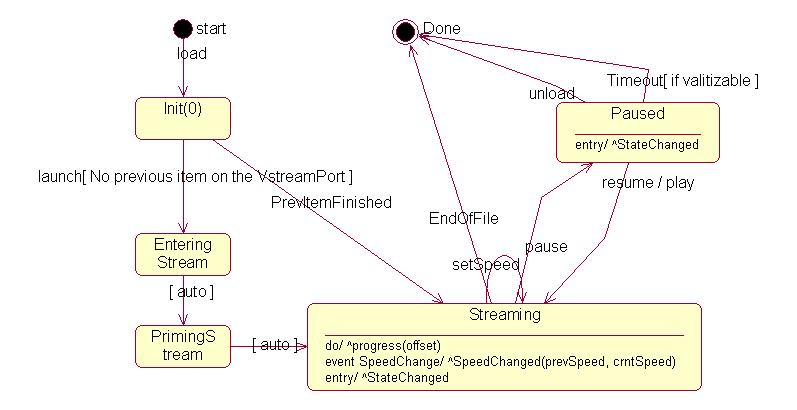 start
Done
load
Timeout[ if valitizable ]
unload
Init(0)
Paused
entry/ ^StateChanged
launch[ No previous item on the VstreamPort ]
resume / play
PrevItemFinished
EndOfFile
Entering
Stream
pause
setSpeed
[ auto ]
Streaming
PrimingS
tream
[ auto ]
do/ ^progress(offset)
event SpeedChange/ ^SpeedChanged(prevSpeed, crntSpeed)
entry/ ^StateChanged